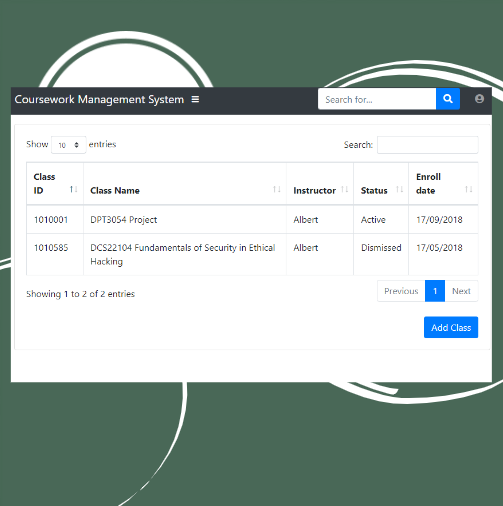 Coursework Management System
Search for...
Show 10 entries
Search:
Class ID
Class Name
Instructor
Status
Enroll date
1010001 DPT3054 Project Albert Active 17/09/2018
1010585 DCS22104 Fundamentals of Security in Ethical Hacking Albert Dismissed 17/05/2018
Showing 1 to 2 of 2 entries
Previous 1 Next
Add Class